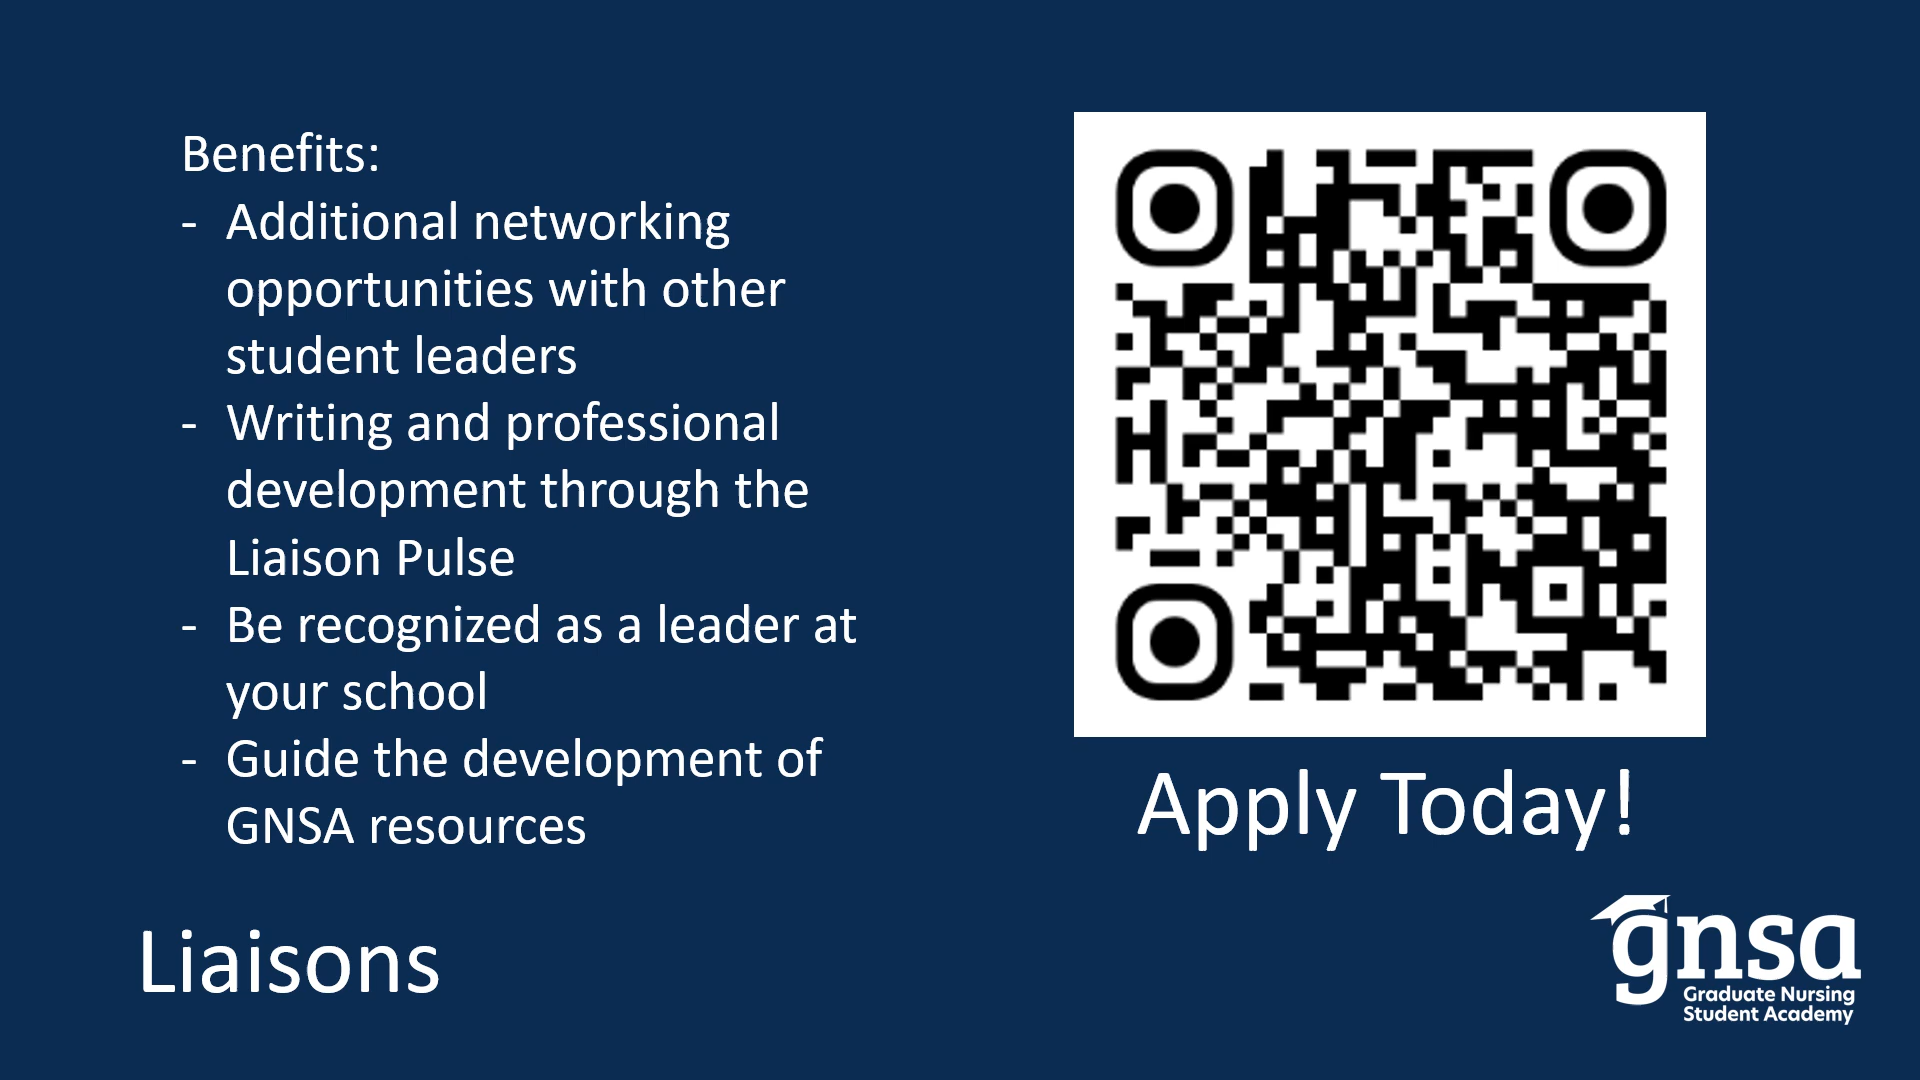 Benefits:
- Additional networking
opportunities with other
student leaders
- Writing and professional
development through the
Liaison Pulse
- Be recognized as a leader at
your school
- Guide the development of
GNSA resources
Apply Today!
Liaisons
gnsa
Graduate Nursing
Student Academy